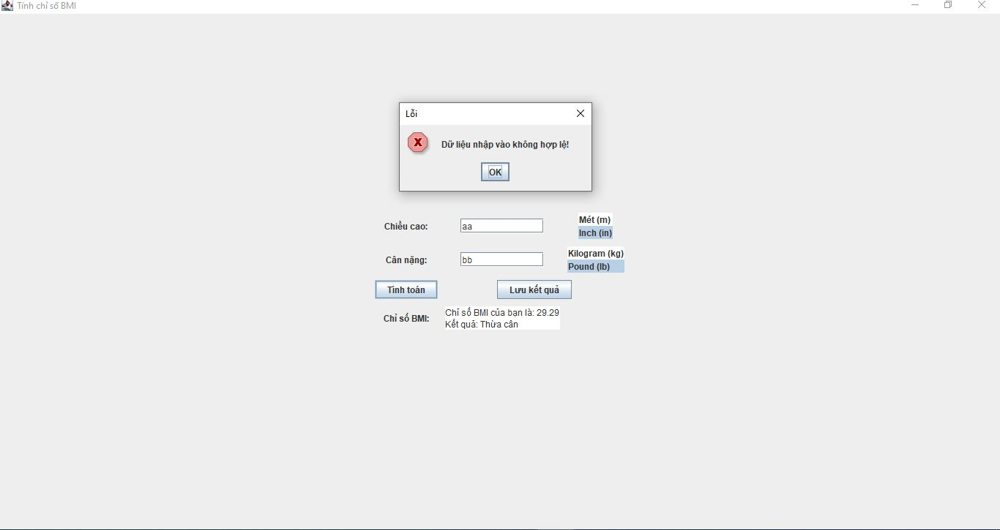 Tính chỉ số BMI
Lỗi
Dữ liệu nhập vào không hợp lệ!
OK
Chiều cao:
aa
Mét (m)
Inch (in)
Cân nặng:
bb
Kilogram (kg)
Pound (lb)
Tính toán
Lưu kết quả
Chỉ số BMI:
Chỉ số BMI của bạn là: 29.29
Kết quả: Thừa cân